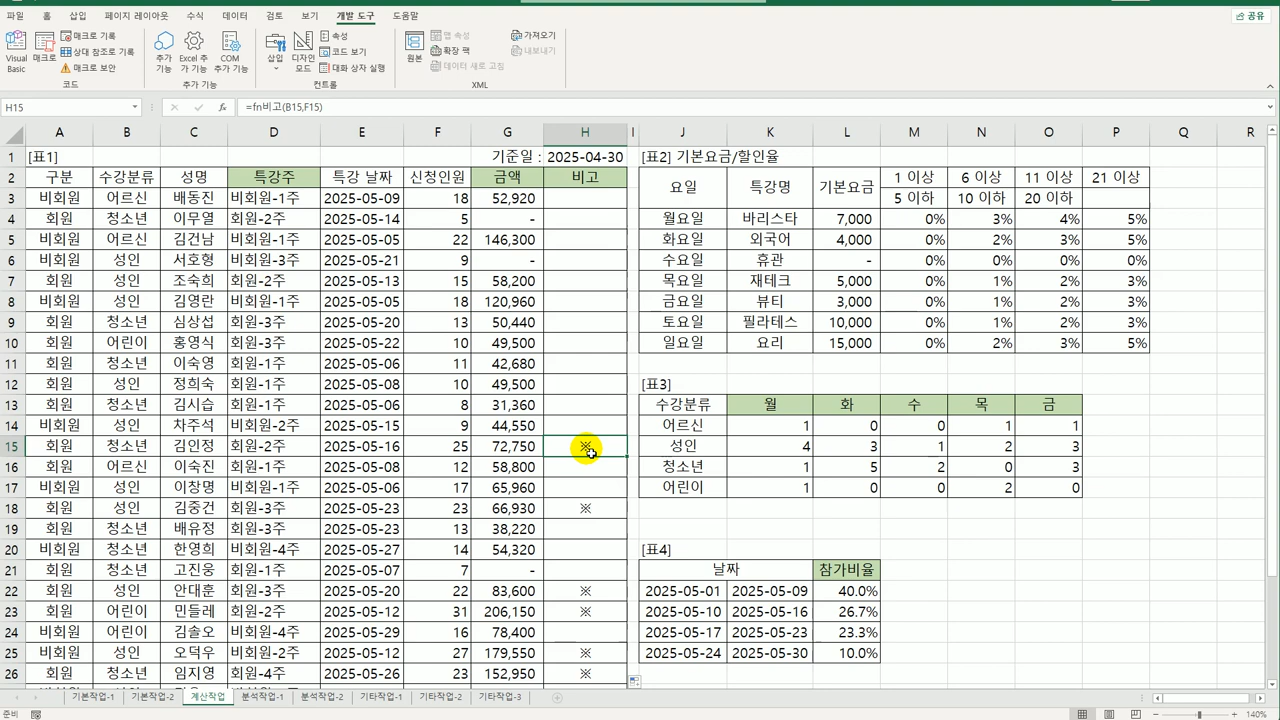 파일 홈 삽입 페이지 레이아웃 수식 데이터 검토 보기 개발 도구 도움말 공유
Visual Basic 매크로 매크로 기록 상대 참조로 기록 매크로 보안
추가 기능 Excel 추가 기능 COM 추가 기능
삽입 디자인 모드 속성 코드 보기 대화 상자 실행
원본 맵 속성 확장 팩 데이터 새로 고침 가져오기 내보내기
코드 추가 기능 컨트롤 XML
H15 fx =fn비고(B15,F15)
A B C D E F G H I J K L M N O P Q R
1 [표1] 기준일 : 2025-04-30 [표2] 기본요금/할인율
2 구분 수강분류 성명 특강주 특강 날짜 신청인원 금액 비고 요일 특강명 기본요금 1 이상 6 이상 11 이상 21 이상
3 비회원 어르신 배동진 비회원-1주 2025-05-09 18 52,920 5 이하 10 이하 20 이하
4 회원 청소년 이무열 회원-2주 2025-05-14 5 - 월요일 바리스타 7,000 0% 3% 4% 5%
5 비회원 어르신 김건남 비회원-1주 2025-05-05 22 146,300 화요일 외국어 4,000 0% 2% 3% 5%
6 비회원 성인 서호형 비회원-3주 2025-05-21 9 - 수요일 휴관 - 0% 0% 0% 0%
7 회원 성인 조숙희 회원-2주 2025-05-13 15 58,200 목요일 재테크 5,000 0% 1% 2% 3%
8 비회원 성인 김영란 비회원-1주 2025-05-05 18 120,960 금요일 뷰티 3,000 0% 1% 2% 3%
9 회원 청소년 심상섭 회원-3주 2025-05-20 13 50,440 토요일 필라테스 10,000 0% 1% 2% 3%
10 회원 어린이 홍영식 회원-3주 2025-05-22 10 49,500 일요일 요리 15,000 0% 2% 3% 5%
11 회원 청소년 이숙영 회원-1주 2025-05-06 11 42,680
12 회원 성인 정희숙 회원-1주 2025-05-08 10 49,500 [표3]
13 회원 청소년 김시습 회원-1주 2025-05-06 8 31,360 수강분류 월 화 수 목 금
14 비회원 성인 차주석 비회원-2주 2025-05-15 9 44,550 어르신 1 0 0 1 1
15 회원 청소년 김인정 회원-2주 2025-05-16 25 72,750 ※ 성인 4 3 1 2 3
16 회원 어르신 이숙진 회원-1주 2025-05-08 12 58,800 청소년 1 5 2 0 3
17 비회원 성인 이창명 비회원-1주 2025-05-06 17 65,960 어린이 1 0 0 2 0
18 회원 성인 김중건 회원-3주 2025-05-23 23 66,930 ※
19 회원 청소년 배유정 회원-3주 2025-05-23 13 38,220
20 비회원 청소년 한영희 비회원-4주 2025-05-27 14 54,320 [표4]
21 회원 청소년 고진웅 회원-1주 2025-05-07 7 - 날짜 참가비율
22 회원 성인 안대훈 회원-3주 2025-05-20 22 83,600 ※ 2025-05-01 2025-05-09 40.0%
23 회원 어린이 민들레 회원-2주 2025-05-12 31 206,150 ※ 2025-05-10 2025-05-16 26.7%
24 비회원 어린이 김솔오 비회원-4주 2025-05-29 16 78,400 2025-05-17 2025-05-23 23.3%
25 비회원 성인 오덕우 비회원-2주 2025-05-12 27 179,550 ※ 2025-05-24 2025-05-30 10.0%
26 회원 청소년 임지영 회원-4주 2025-05-26 23 152,950 ※
기본작업-1 기본작업-2 계산작업 분석작업-1 분석작업-2 기타작업-1 기타작업-2 기타작업-3
준비 140%